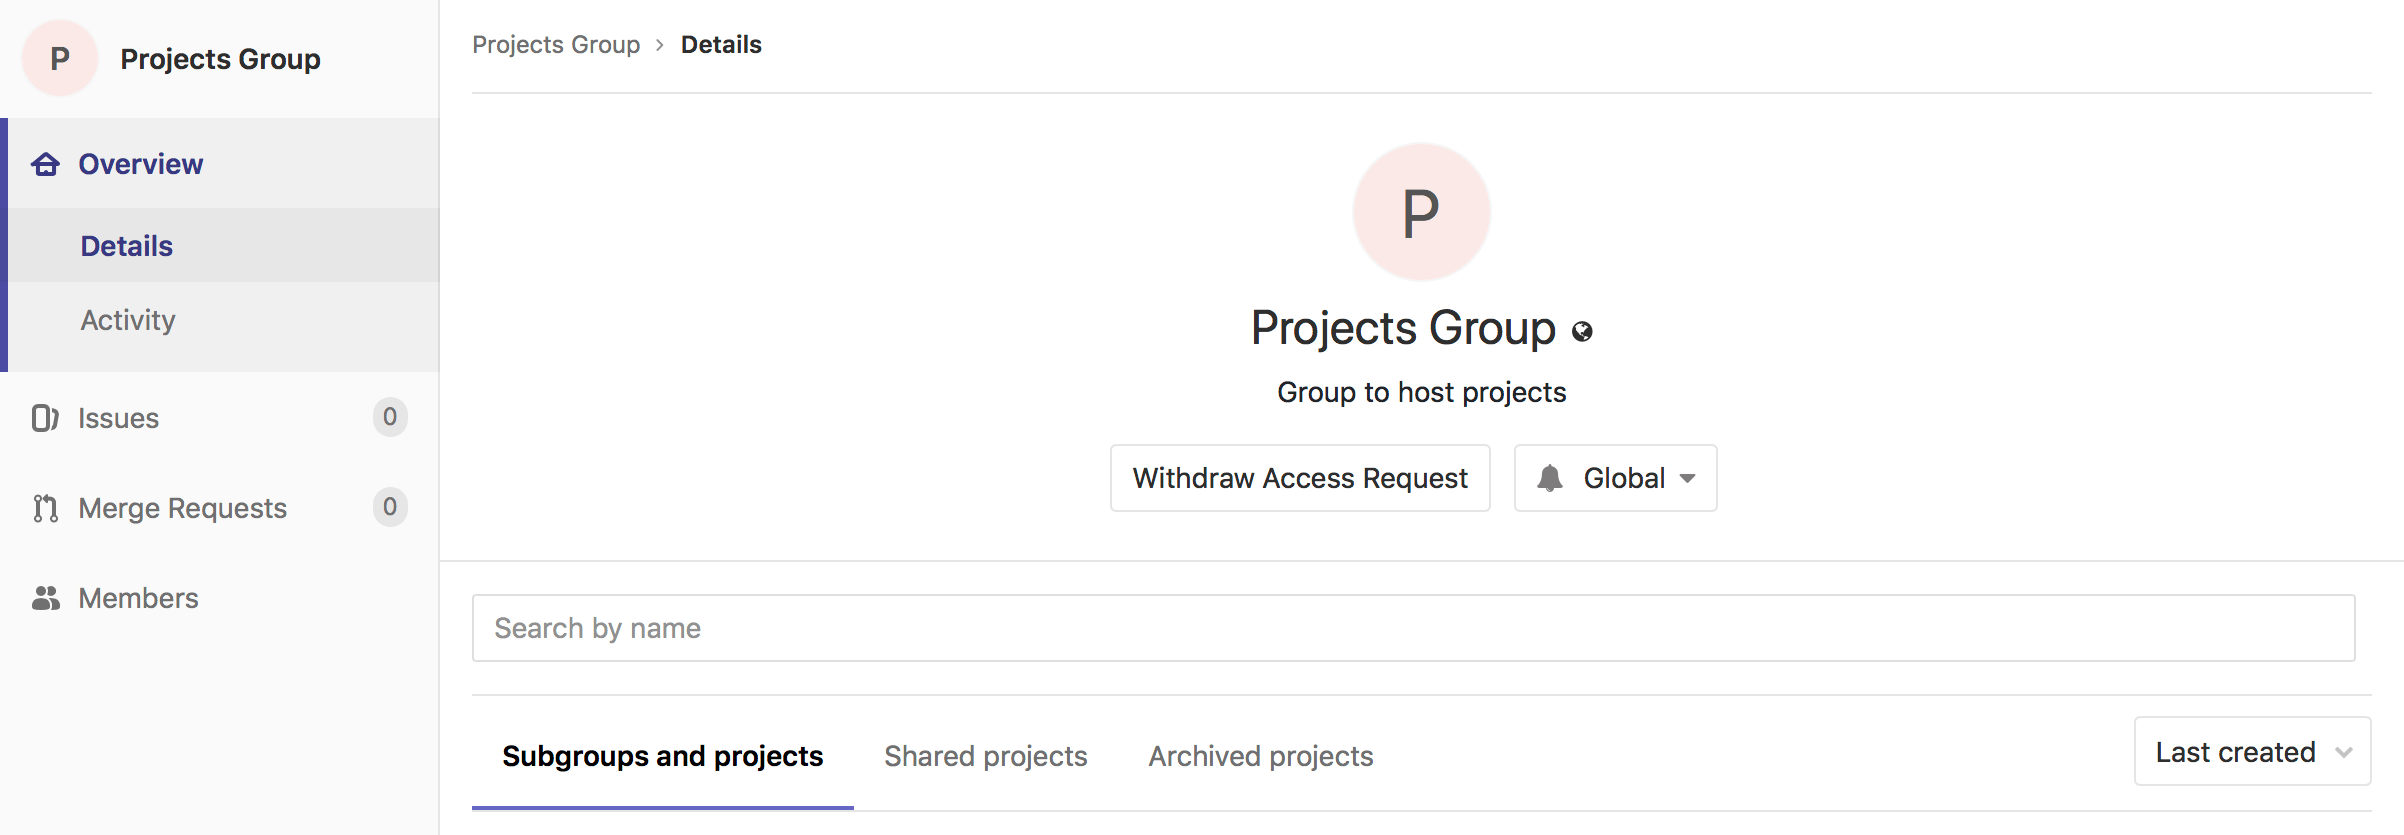 P Projects Group
Overview
Details
Activity
Issues 0
Merge Requests 0
Members
Projects Group › Details
P
Projects Group
Group to host projects
Withdraw Access Request Global
Search by name
Subgroups and projects Shared projects Archived projects Last created